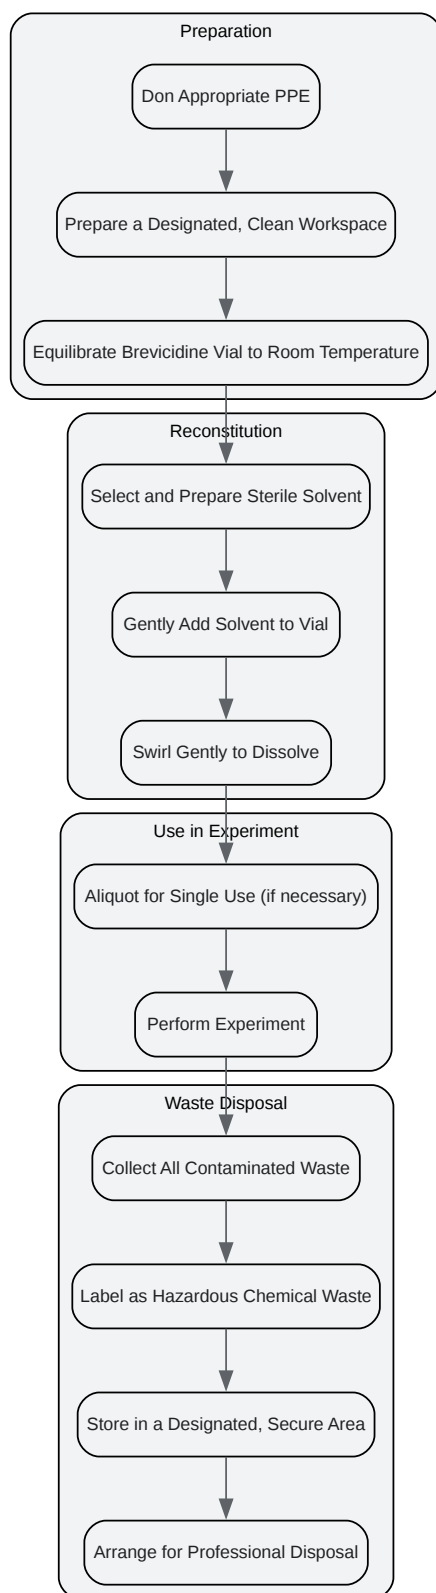 Preparation
Don Appropriate PPE
Prepare a Designated, Clean Workspace
Equilibrate Brevicidine Vial to Room Temperature
Reconstitution
Select and Prepare Sterile Solvent
Gently Add Solvent to Vial
Swirl Gently to Dissolve
Use in Experiment
Aliquot for Single Use (if necessary)
Perform Experiment
Waste Disposal
Collect All Contaminated Waste
Label as Hazardous Chemical Waste
Store in a Designated, Secure Area
Arrange for Professional Disposal